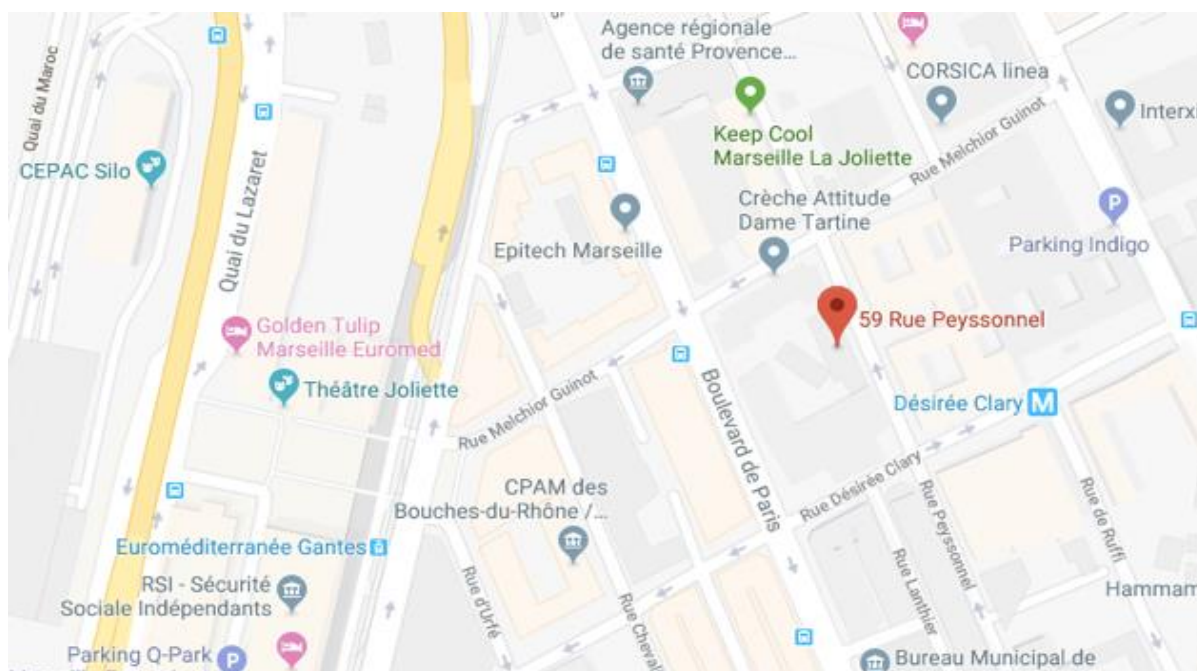 Quai du Maroc
Agence régionale
de santé Provence...
CORSICA linea
Interxi
Keep Cool
Marseille La Joliette
Rue Melchior Guinot
CEPAC Silo
Quai du Lazaret
Crèche Attitude
Dame Tartine
Epitech Marseille
P
Parking Indigo
59 Rue Peyssonnel
Golden Tulip
Marseille Euromed
Théâtre Joliette
Rue Melchior Guinot
Boulevard de Paris
Désirée Clary M
Rue Désirée Clary
CPAM des
Bouches-du-Rhône /...
Rue Peyssonnel
Rue de Ruffi
Euroméditerranée Gantes
RSI - Sécurité
Sociale Indépendants
Rue d'Urfé
Rue Cheval
Rue Lanthier
Hammam
Parking Q-Park P
Bureau Municipal de